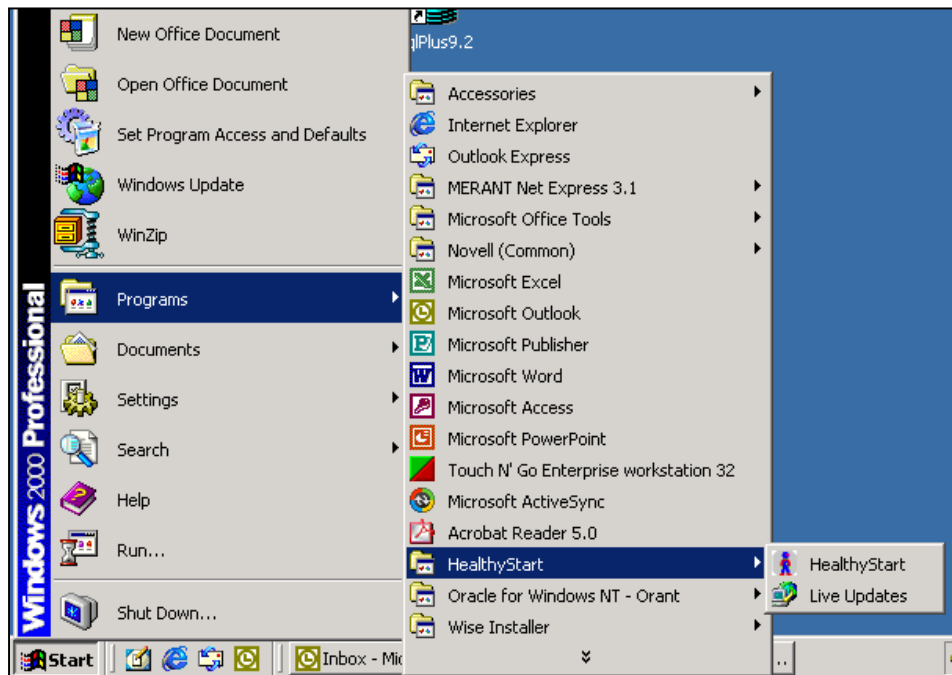 New Office Document
Open Office Document
Set Program Access and Defaults
Windows Update
WinZip
Programs
Documents
Settings
Search
Help
Run...
Shut Down...
Windows 2000 Professional
qlPlus9.2
Accessories
Internet Explorer
Outlook Express
MERANT Net Express 3.1
Microsoft Office Tools
Novell (Common)
Microsoft Excel
Microsoft Outlook
Microsoft Publisher
Microsoft Word
Microsoft Access
Microsoft PowerPoint
Touch N' Go Enterprise workstation 32
Microsoft ActiveSync
Acrobat Reader 5.0
HealthyStart
Oracle for Windows NT - Orant
Wise Installer
HealthyStart
Live Updates
Start
Inbox - Mic
..